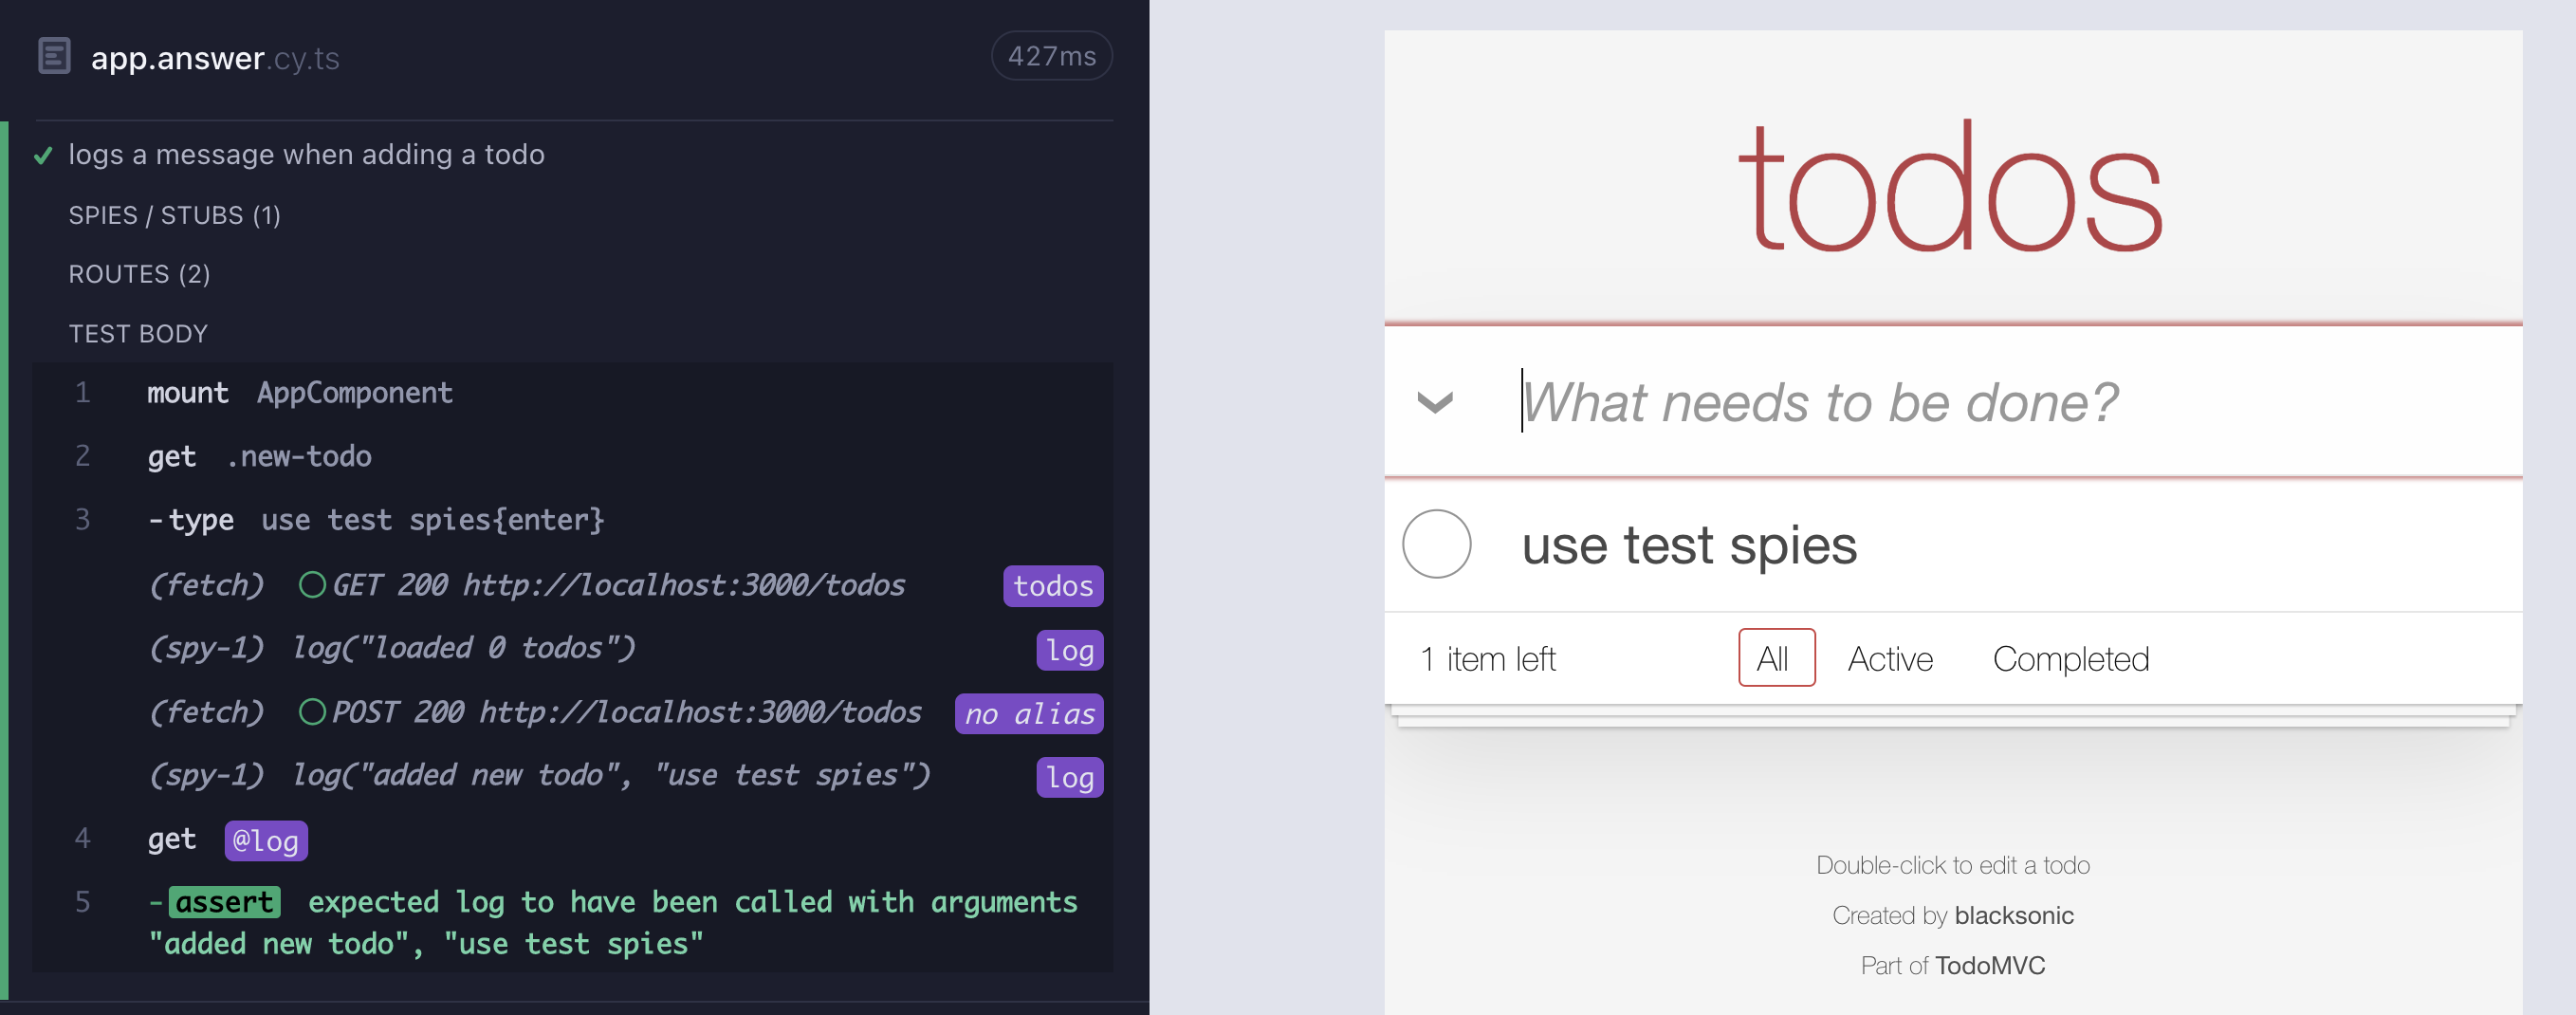 app.answer.cy.ts
427ms
logs a message when adding a todo
SPIES / STUBS (1)
ROUTES (2)
TEST BODY
1 mount AppComponent
2 get .new-todo
3 -type use test spies{enter}
(fetch) GET 200 http://localhost:3000/todos todos
(spy-1) log("loaded 0 todos") log
(fetch) POST 200 http://localhost:3000/todos no alias
(spy-1) log("added new todo", "use test spies") log
4 get @log
5 -assert expected log to have been called with arguments
"added new todo", "use test spies"
todos
What needs to be done?
use test spies
1 item left All Active Completed
Double-click to edit a todo
Created by blacksonic
Part of TodoMVC